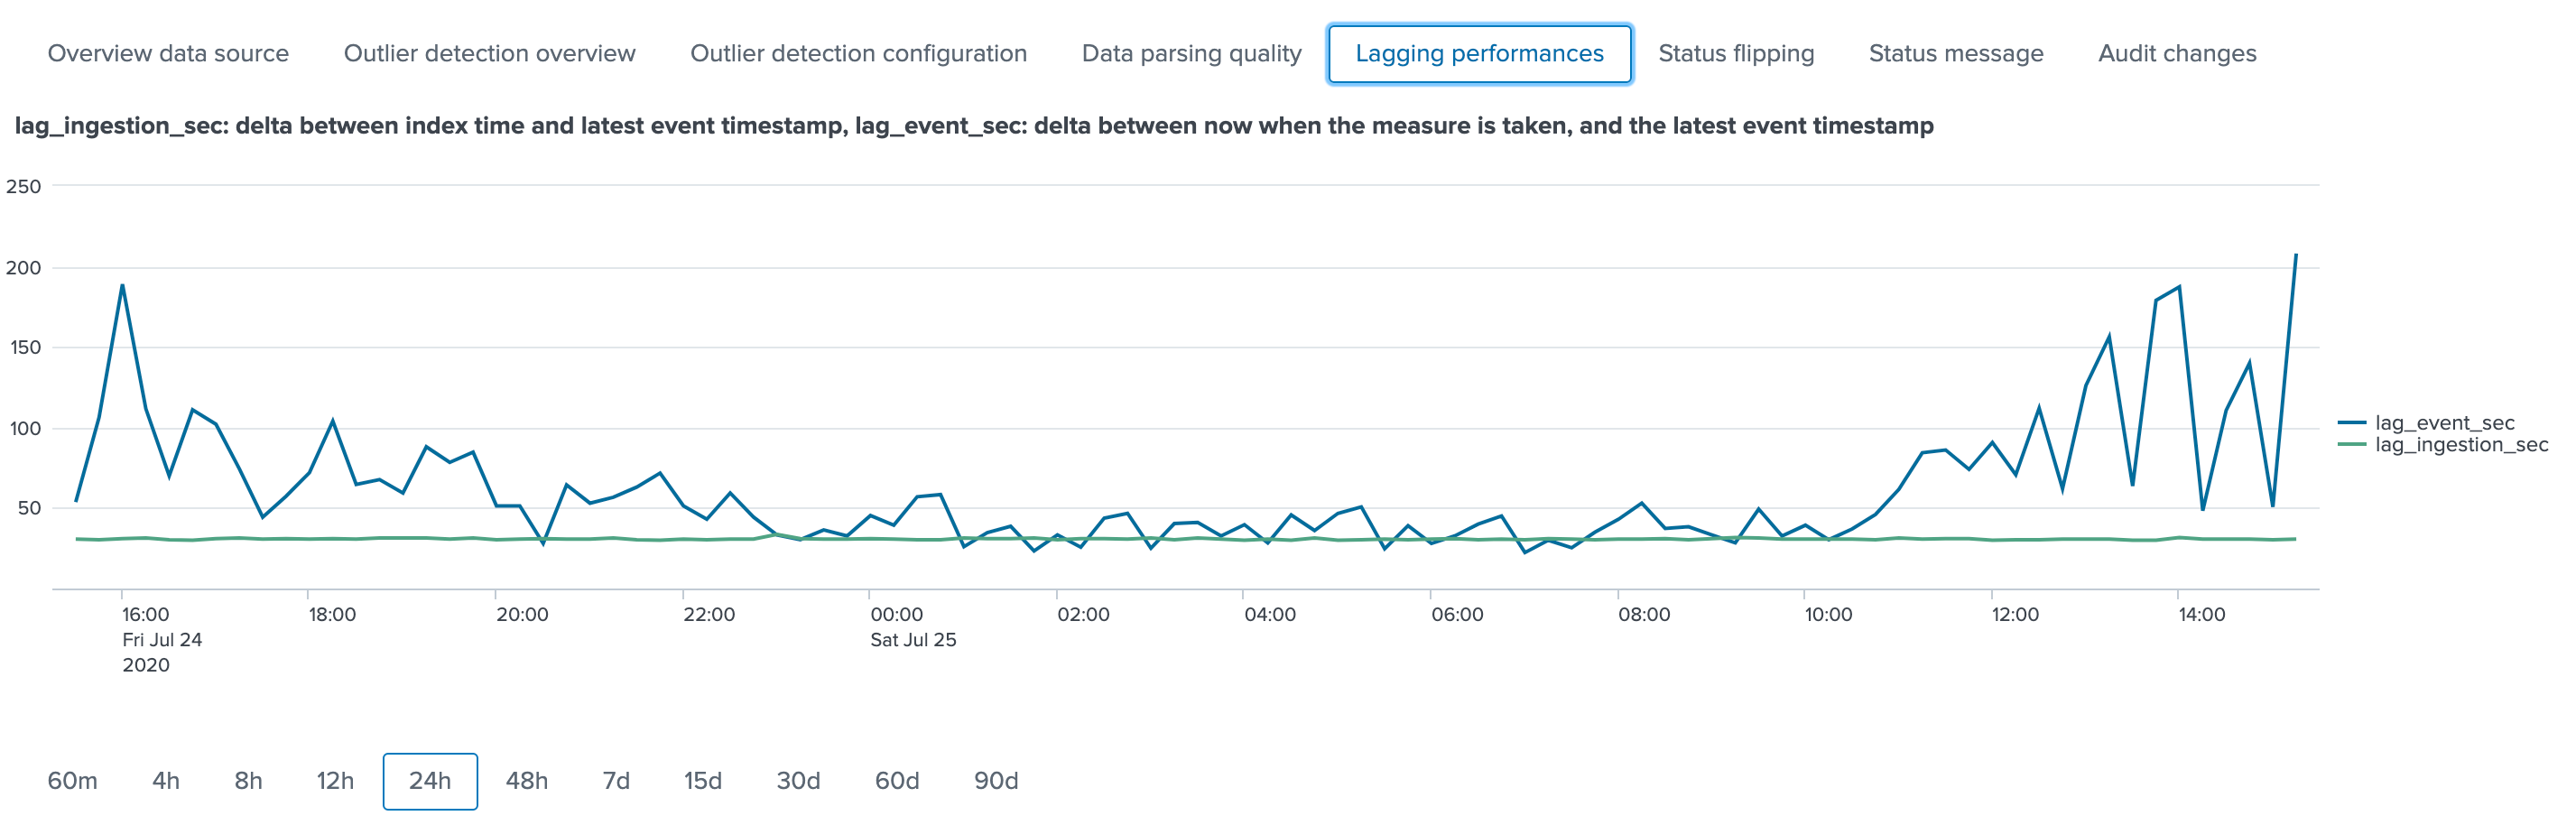 Overview data source Outlier detection overview Outlier detection configuration Data parsing quality Lagging performances Status flipping Status message Audit changes
lag_ingestion_sec: delta between index time and latest event timestamp, lag_event_sec: delta between now when the measure is taken, and the latest event timestamp
250
200
150
100
50
lag_event_sec
lag_ingestion_sec
16:00 18:00 20:00 22:00 00:00 02:00 04:00 06:00 08:00 10:00 12:00 14:00
Fri Jul 24 Sat Jul 25
2020
60m 4h 8h 12h 24h 48h 7d 15d 30d 60d 90d